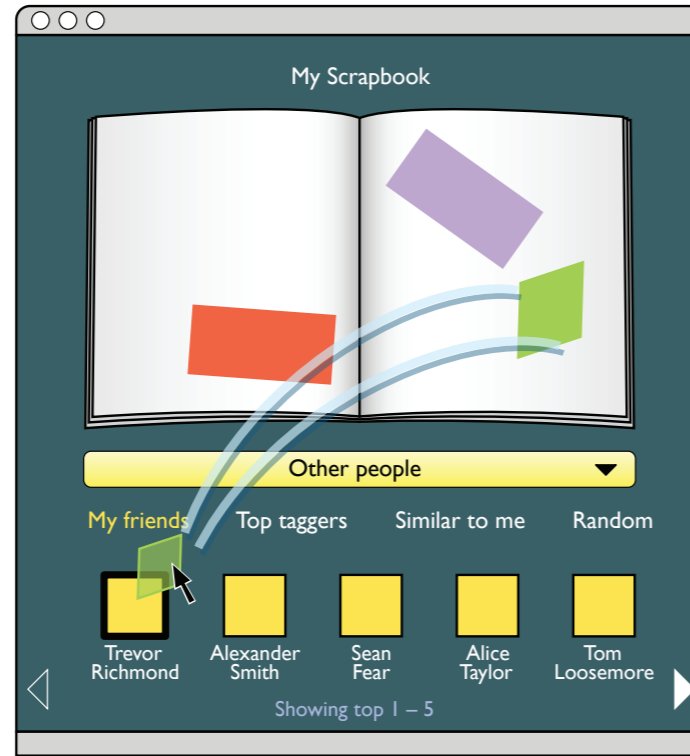 My Scrapbook
Other people
My friends Top taggers Similar to me Random
Trevor Richmond
Alexander Smith
Sean Fear
Alice Taylor
Tom Loosemore
Showing top 1 – 5